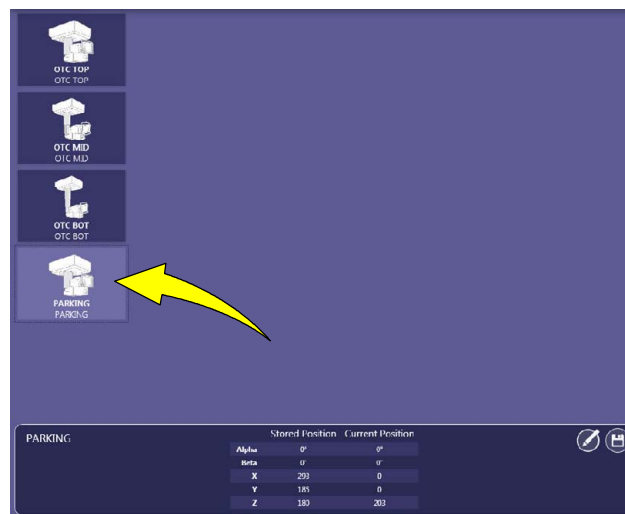 OTC TOP
OTC TOP
OTC MID
OTC MID
OTC BOT
OTC BOT
PARKING
PARKING
PARKING
Stored Position Current Position
Alpha 0° 0°
Beta 0° 0°
X 293 0
Y 185 0
Z 180 203